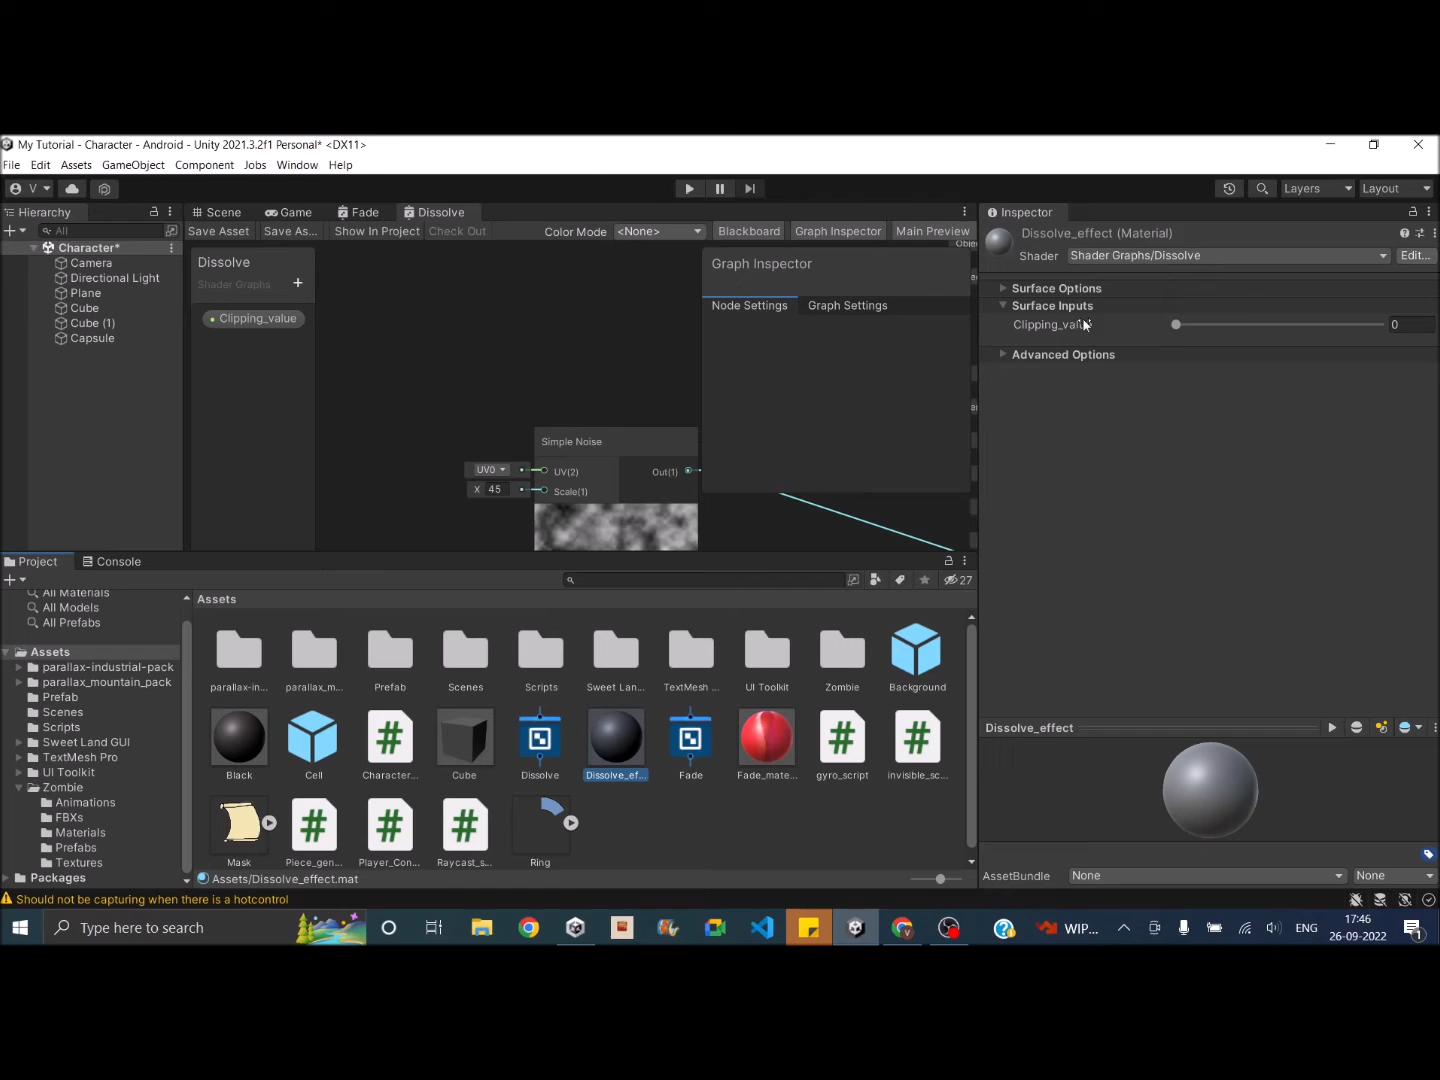 My Tutorial - Character - Android - Unity 2021.3.2f1 Personal* <DX11>
File Edit Assets GameObject Component Jobs Window Help
V Layers Layout
Hierarchy
Scene Game Fade Dissolve
Inspector
All
Save Asset Save As... Show In Project Check Out Color Mode <None> Blackboard Graph Inspector Main Preview
Dissolve_effect (Material)
Shader Shader Graphs/Dissolve Edit...
Character*
Camera
Directional Light
Plane
Cube
Cube (1)
Capsule
Dissolve
Shader Graphs
Clipping_value
Graph Inspector
Node Settings Graph Settings
Simple Noise
UV0 UV(2) Out(1)
X 45 Scale(1)
Surface Options
Surface Inputs
0
Advanced Options
Project Console
27
All Materials
All Models
All Prefabs
Assets
parallax-industrial-pack
parallax_mountain_pack
Prefab
Scenes
Scripts
Sweet Land GUI
TextMesh Pro
UI Toolkit
Zombie
Animations
FBXs
Materials
Prefabs
Textures
Packages
Assets
parallax-in... parallax_m... Prefab Scenes Scripts Sweet Lan... TextMesh ... UI Toolkit Zombie Background
Black Cell Character... Cube Dissolve Dissolve_ef... Fade Fade_mate... gyro_script invisible_sc...
Mask Piece_gen... Player_Con... Raycast_s... Ring
Assets/Dissolve_effect.mat
Dissolve_effect
AssetBundle None None
Should not be capturing when there is a hotcontrol
Type here to search
WIP... ENG
17:46
26-09-2022
1